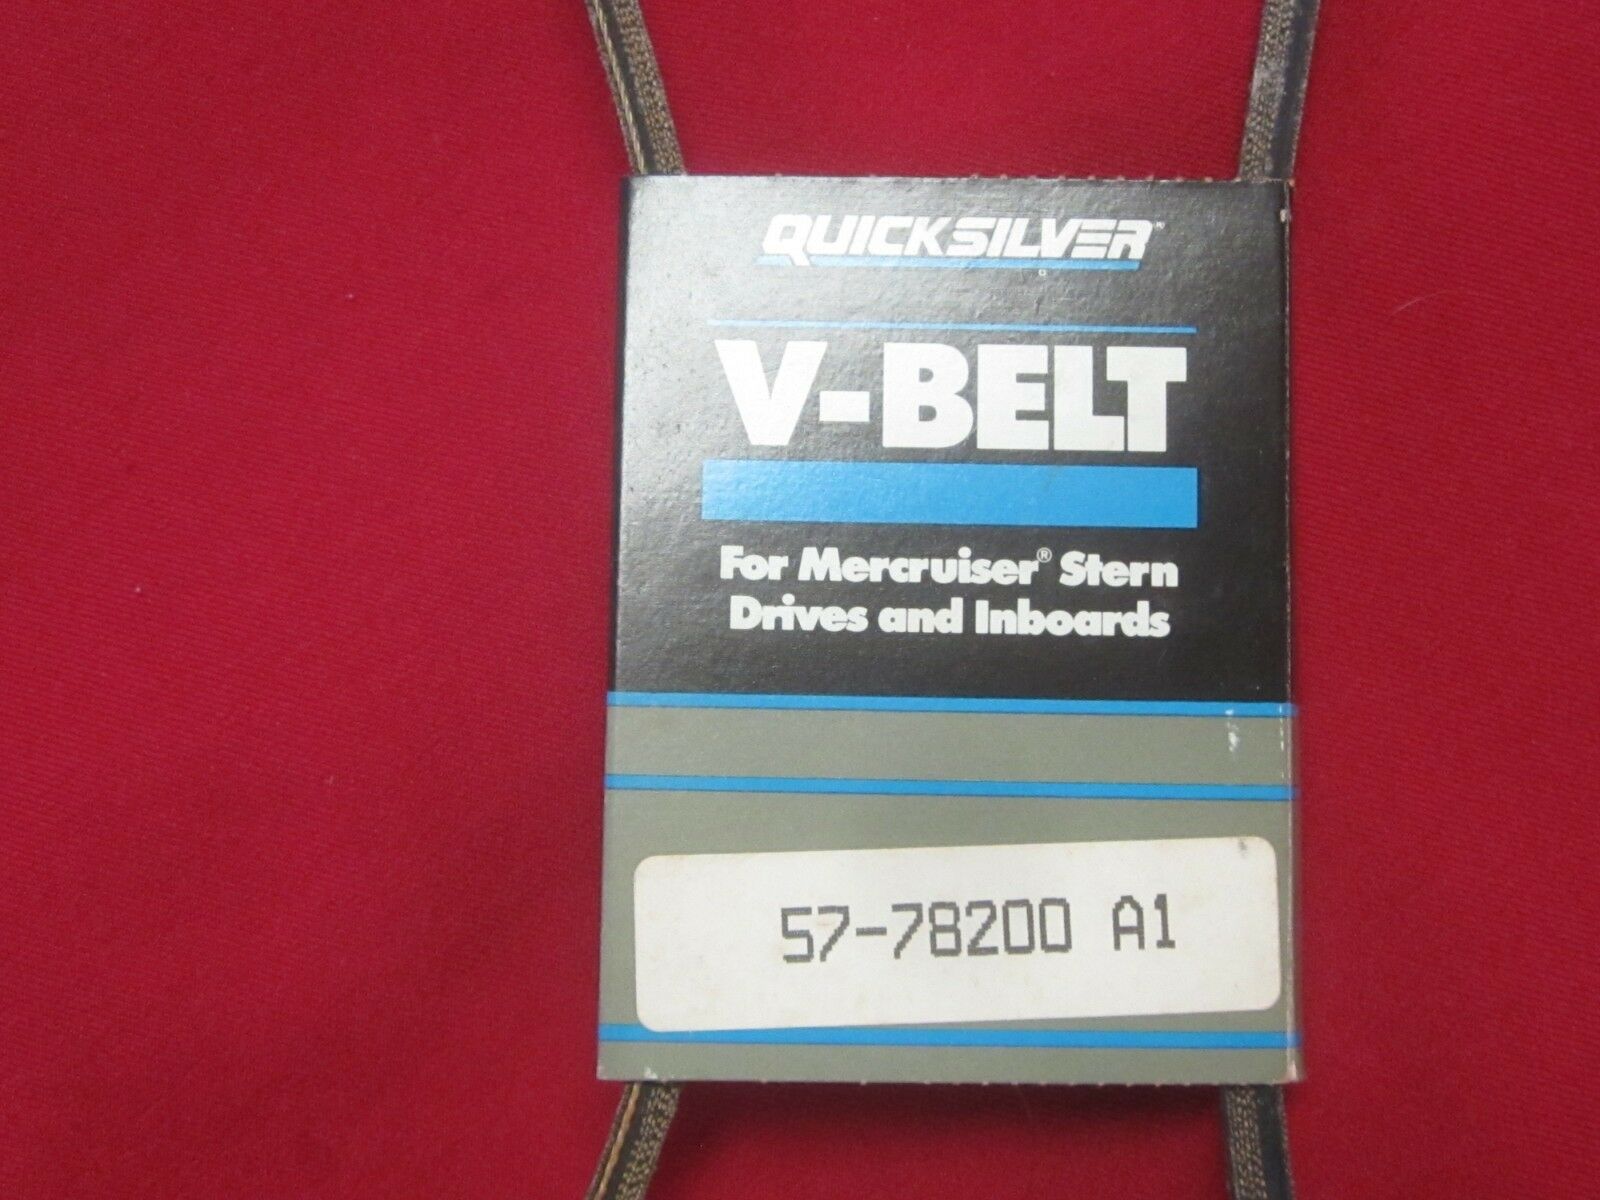 QUICKSILVER®
V-BELT
For Mercruiser® Stern
Drives and Inboards
57-78200 A1